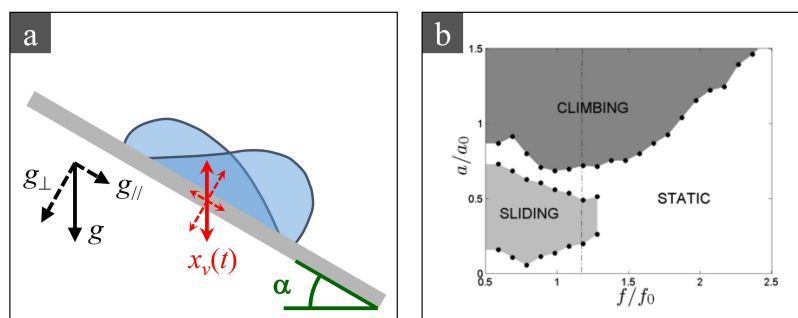 a
g⊥
g//
g
xᵥ(t)
α
b
1.5
1
0.5
0
a/a₀
CLIMBING
SLIDING
STATIC
0.5
1
1.5
2
2.5
f/f₀